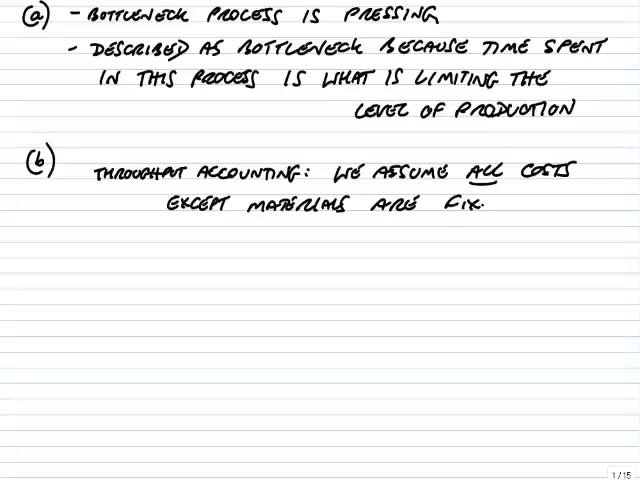 (a) - BOTTLENECK PROCESS IS PRESSING
- DESCRIBED AS BOTTLENECK BECAUSE TIME SPENT
IN THIS PROCESS IS WHAT IS LIMITING THE
LEVEL OF PRODUCTION
(b) THROUGHPUT ACCOUNTING: WE ASSUME ALL COSTS
EXCEPT MATERIALS ARE FIX.
1 / 15